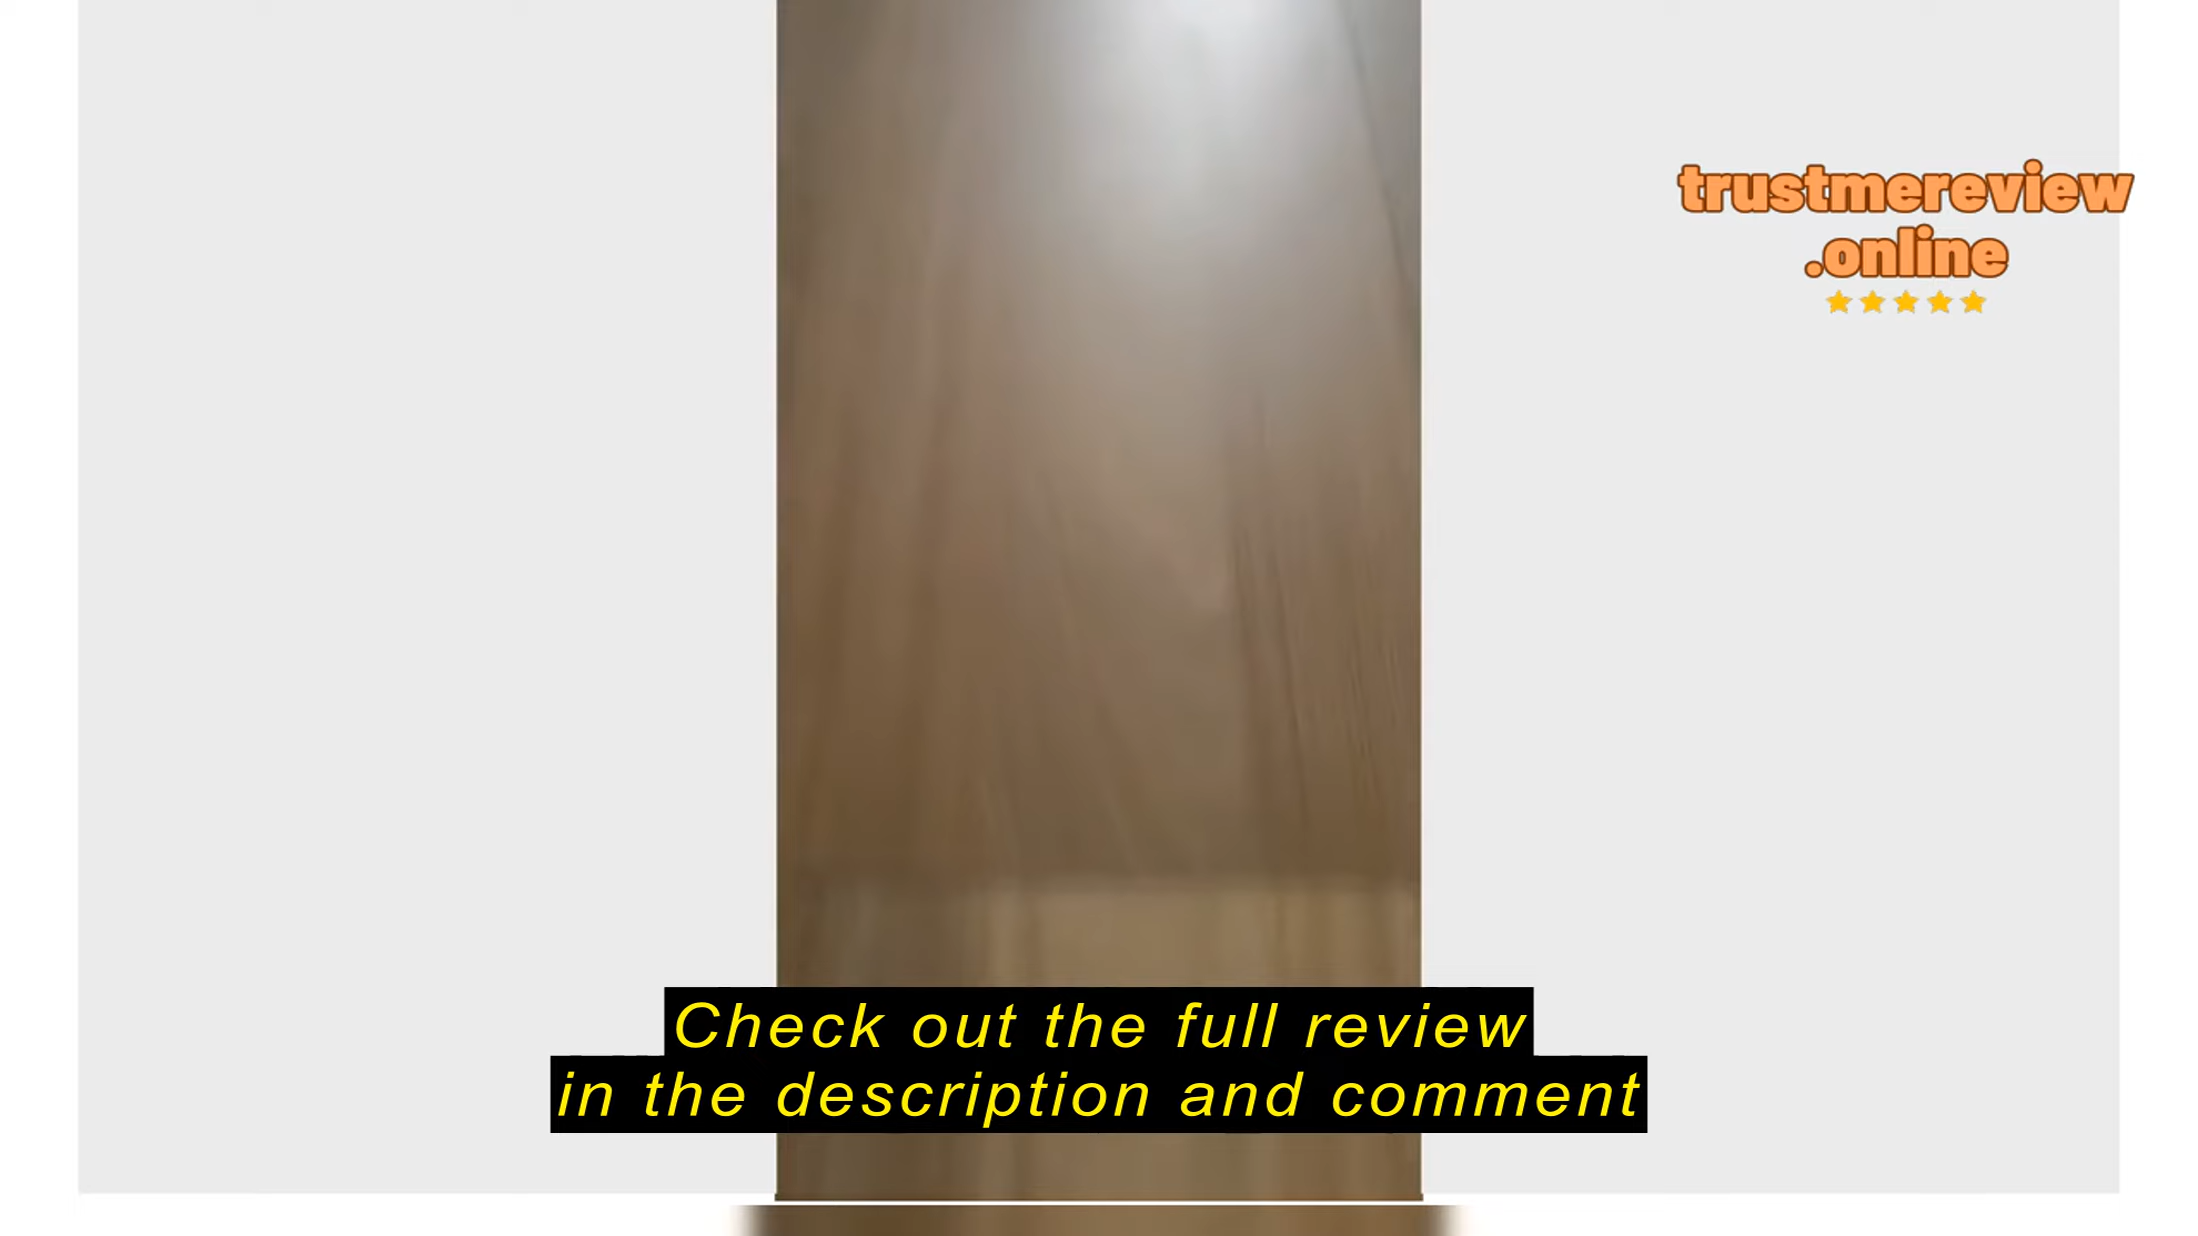 trustmereview
.online
Check out the full review
in the description and comment